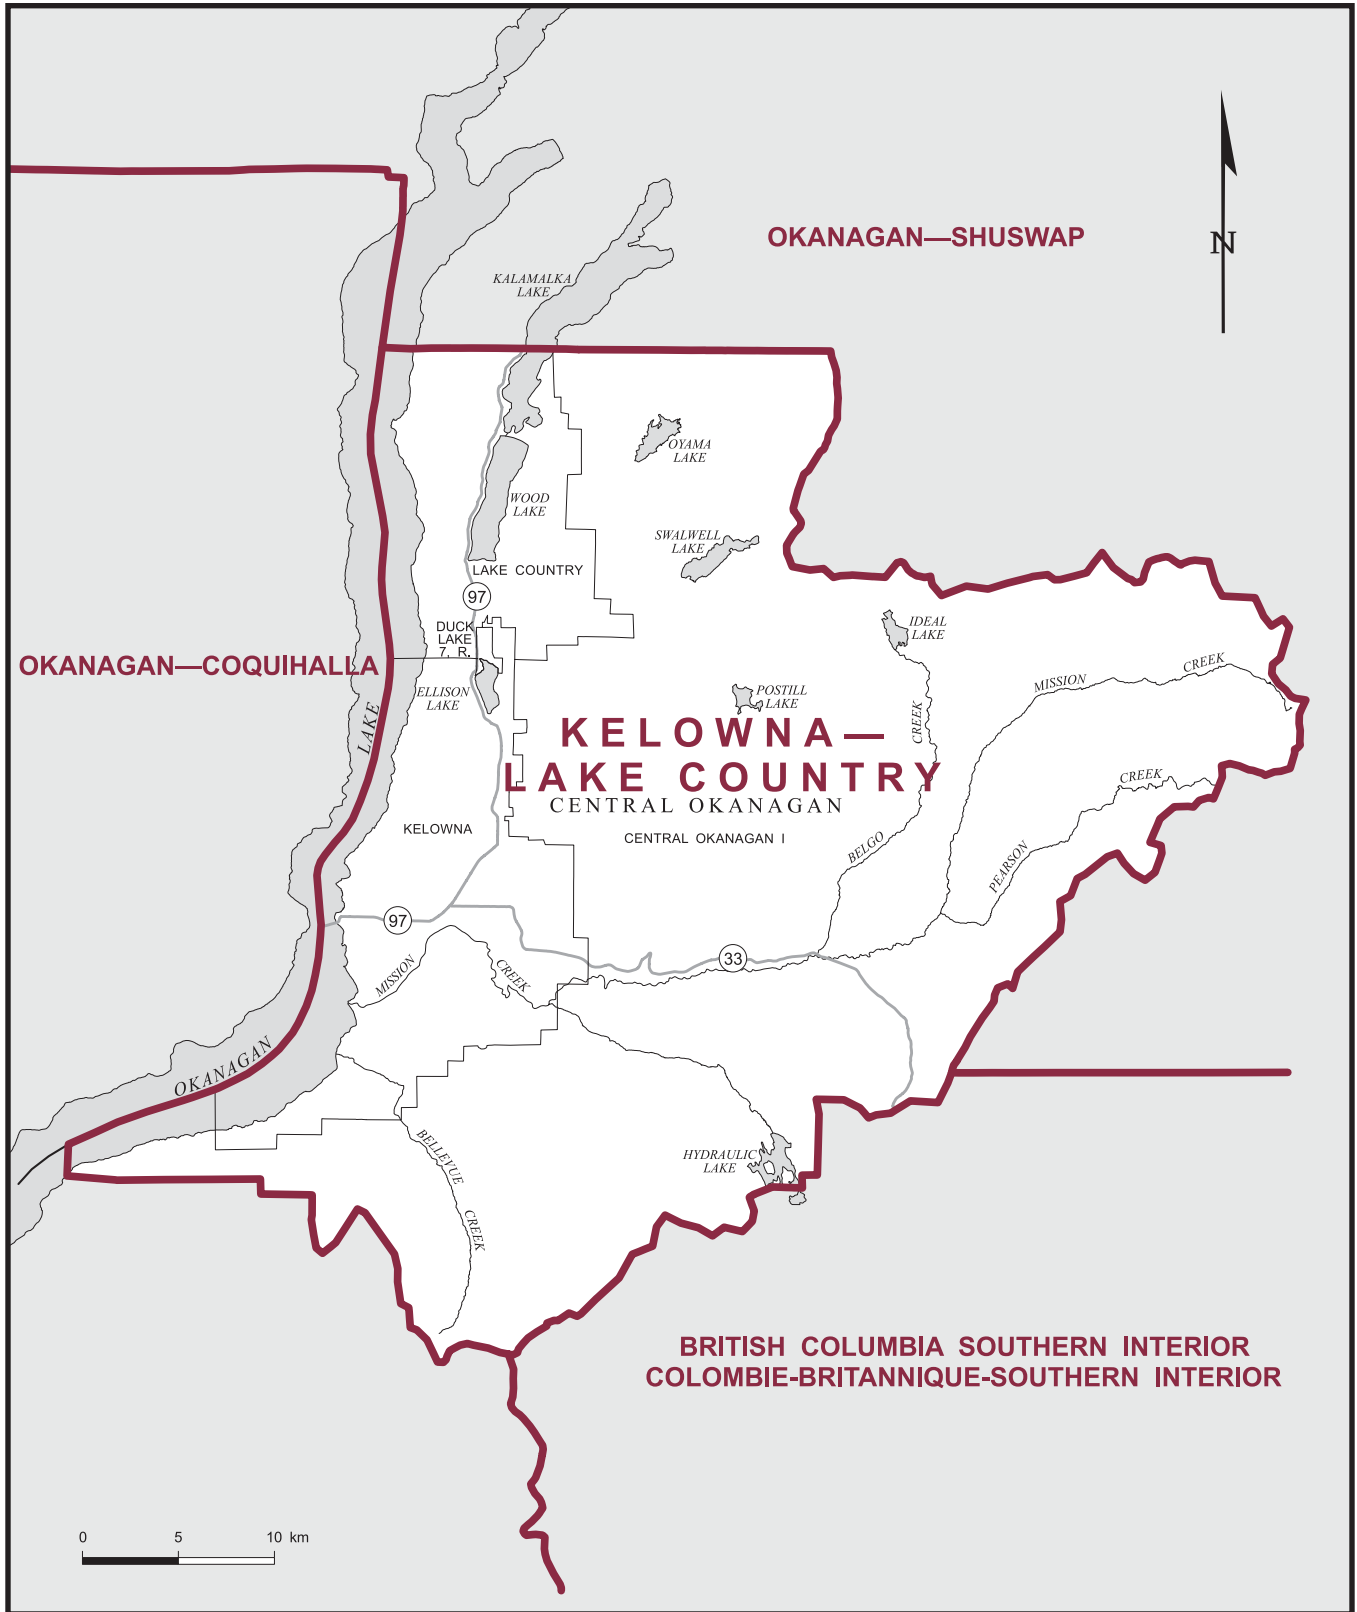 OKANAGAN—SHUSWAP
N
KALAMALKA
LAKE
OYAMA
LAKE
WOOD
LAKE
SWALWELL
LAKE
LAKE COUNTRY
97
DUCK
LAKE
7, R.
IDEAL
LAKE
OKANAGAN—COQUIHALLA
ELLISON
LAKE
POSTILL
LAKE
MISSION CREEK
OKANAGAN LAKE
KELOWNA—
LAKE COUNTRY
CENTRAL OKANAGAN
CENTRAL OKANAGAN I
KELOWNA
BELGO CREEK
PEARSON CREEK
97
33
MISSION CREEK
BELLEVUE CREEK
HYDRAULIC
LAKE
BRITISH COLUMBIA SOUTHERN INTERIOR
COLOMBIE-BRITANNIQUE-SOUTHERN INTERIOR
0 5 10 km